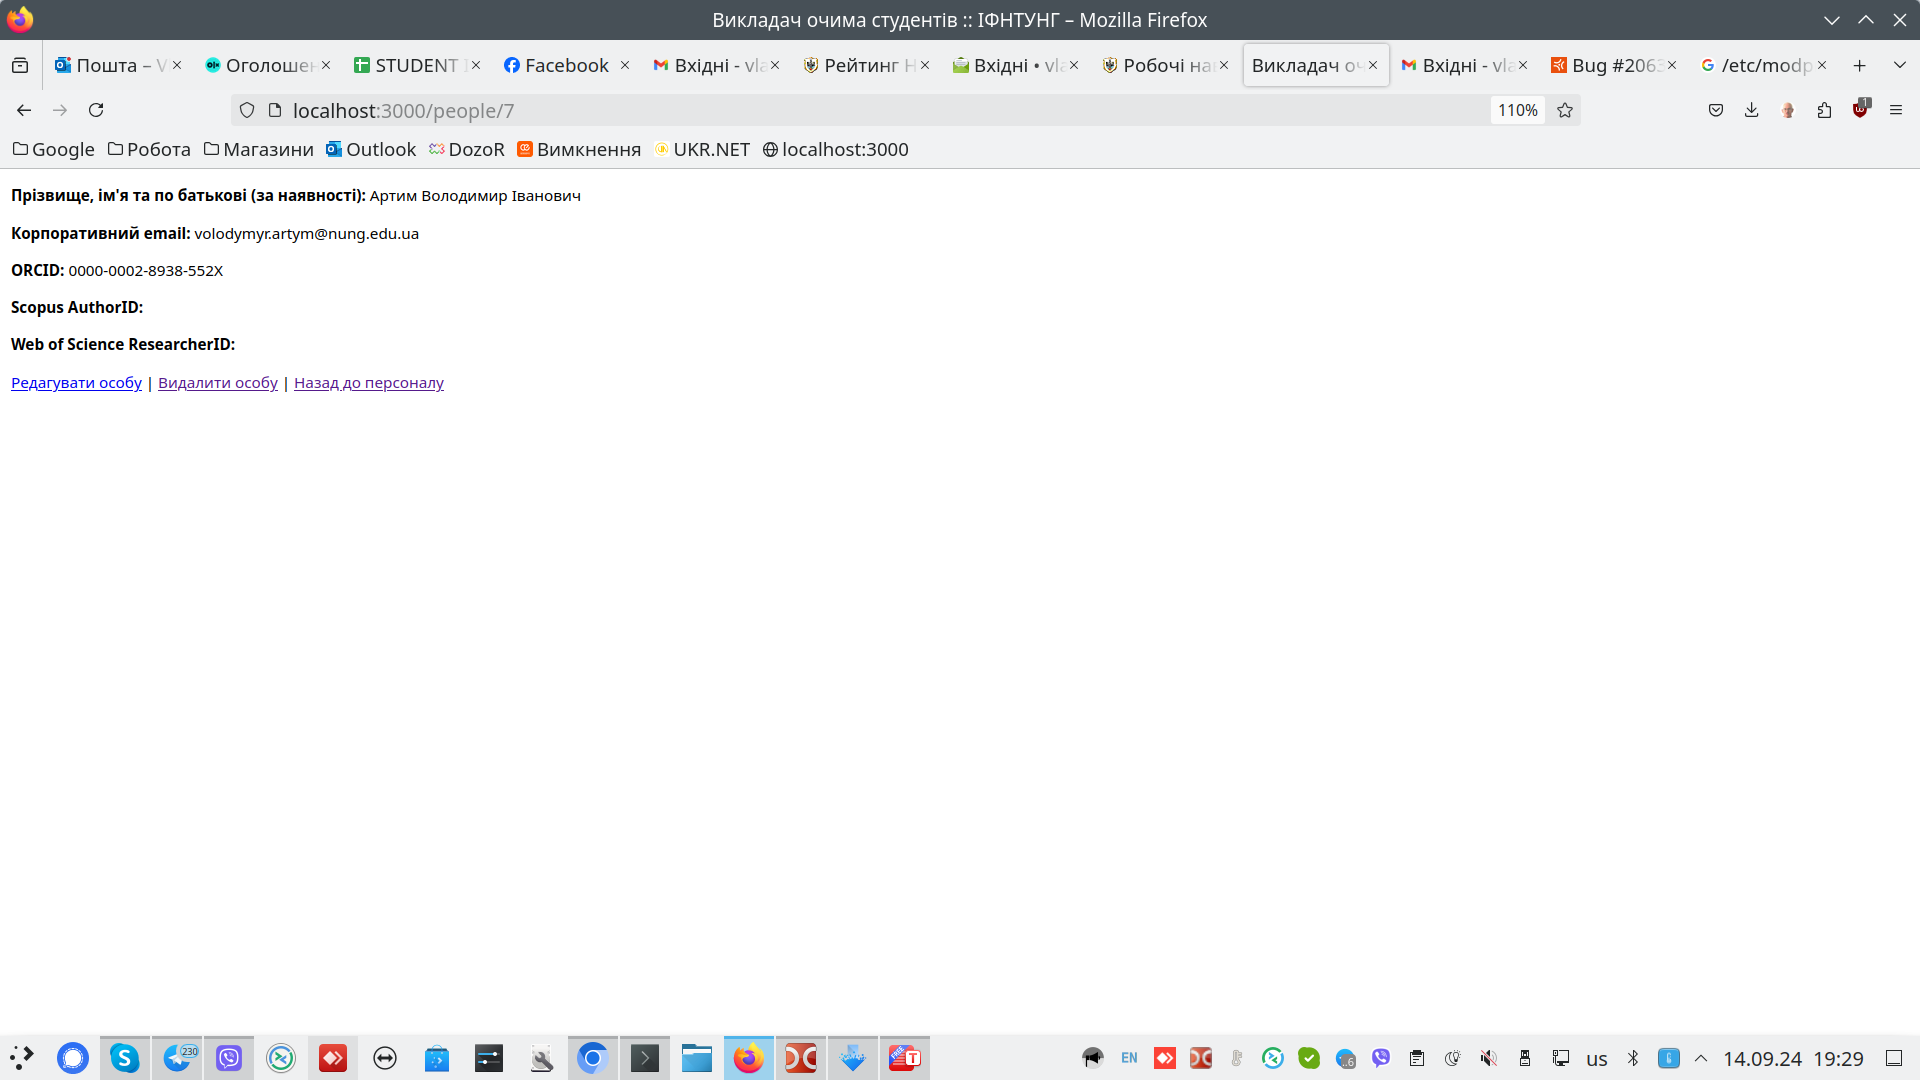 Викладач очима студентів :: ІФНТУНГ – Mozilla Firefox
Пошта – V
Оголошен
STUDENT
Facebook
Вхідні - vla
Рейтинг Н
Вхідні • vla
Робочі на
Викладач оч
Вхідні - vla
Bug #2063
/etc/modp
localhost:3000/people/7
110%
1
Google
Робота
Магазини
Outlook
DozoR
Вимкнення
UKR.NET
localhost:3000
Прізвище, ім'я та по батькові (за наявності): Артим Володимир Іванович
Корпоративний email: volodymyr.artym@nung.edu.ua
ORCID: 0000-0002-8938-552X
Scopus AuthorID:
Web of Science ResearcherID:
Редагувати особу | Видалити особу | Назад до персоналу
230
EN
us
14.09.24 19:29